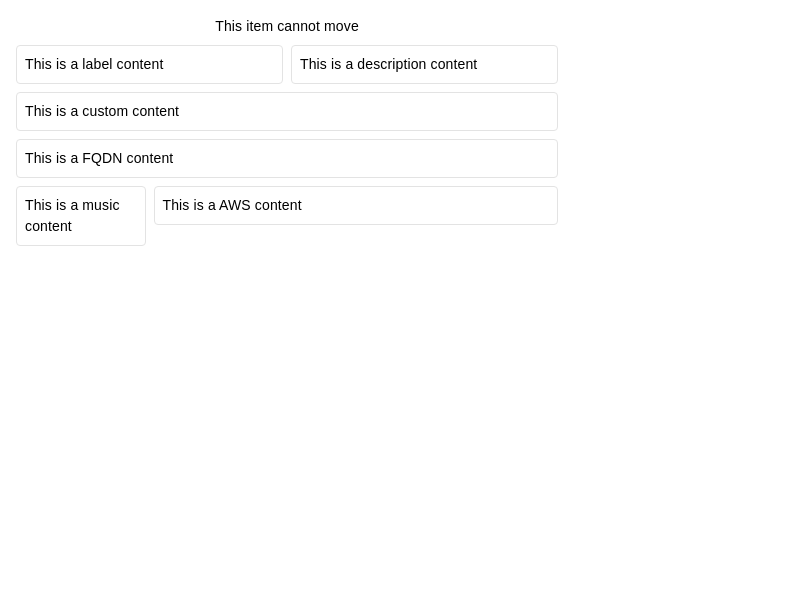 This item cannot move
This is a label content
This is a description content
This is a custom content
This is a FQDN content
This is a music
content
This is a AWS content